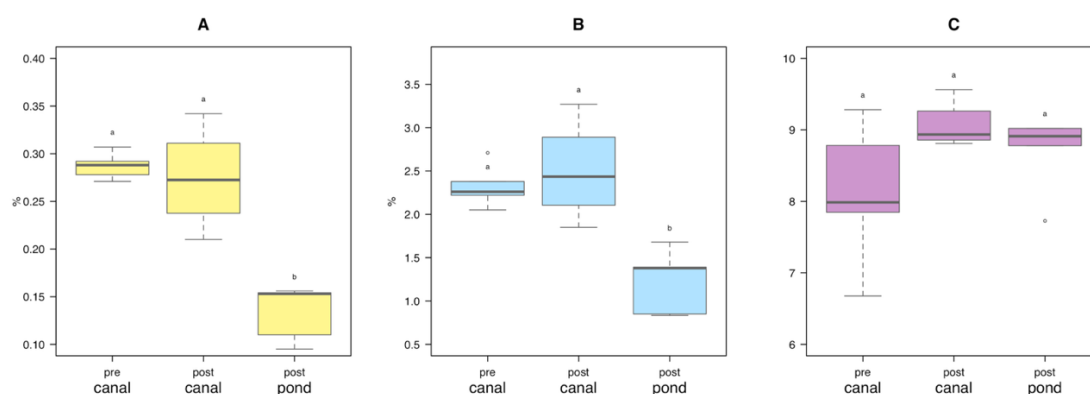 A
0.40
0.35
0.30
0.25
0.20
0.15
0.10
%
a
a
b
pre
canal
post
canal
post
pond
B
3.5
3.0
2.5
2.0
1.5
1.0
0.5
%
a
a
b
pre
canal
post
canal
post
pond
C
10
9
8
7
6
a
a
a
pre
canal
post
canal
post
pond